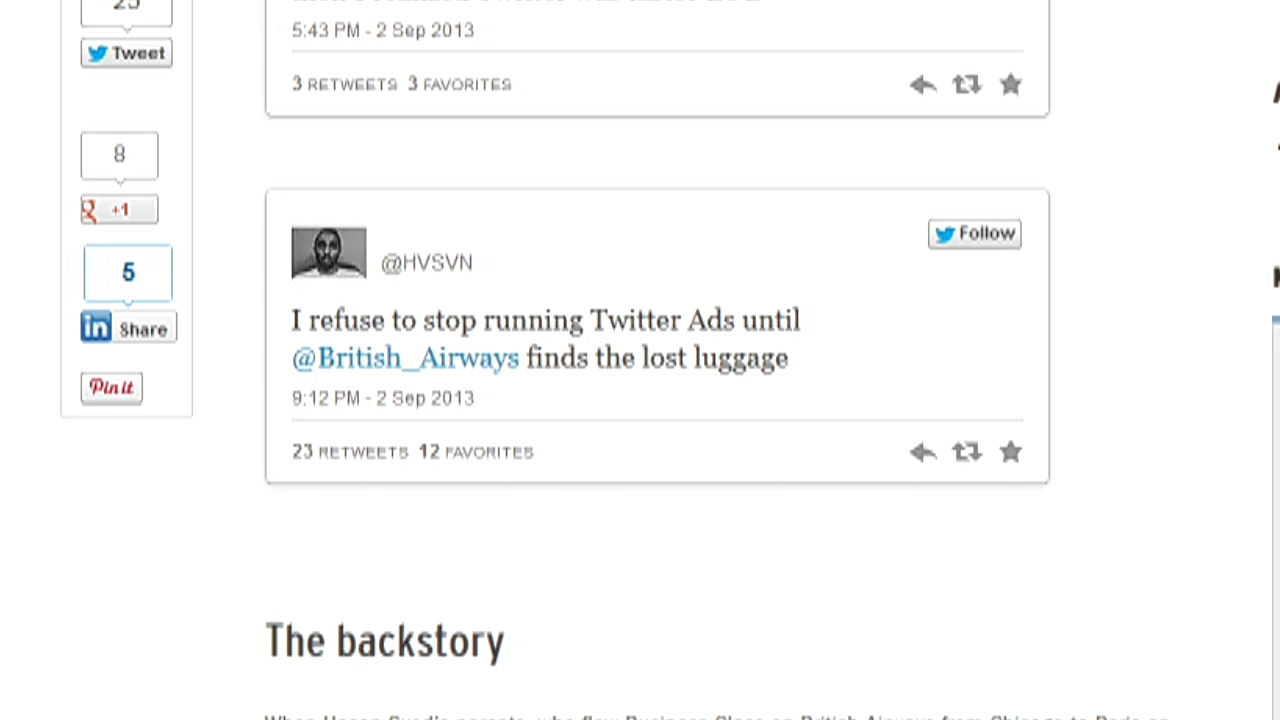 25
5:43 PM - 2 Sep 2013
Tweet
3 RETWEETS 3 FAVORITES
8
+1
Follow
@HVSVN
5
I refuse to stop running Twitter Ads until
in Share
@British_Airways finds the lost luggage
Pin it
9:12 PM - 2 Sep 2013
23 RETWEETS 12 FAVORITES
The backstory